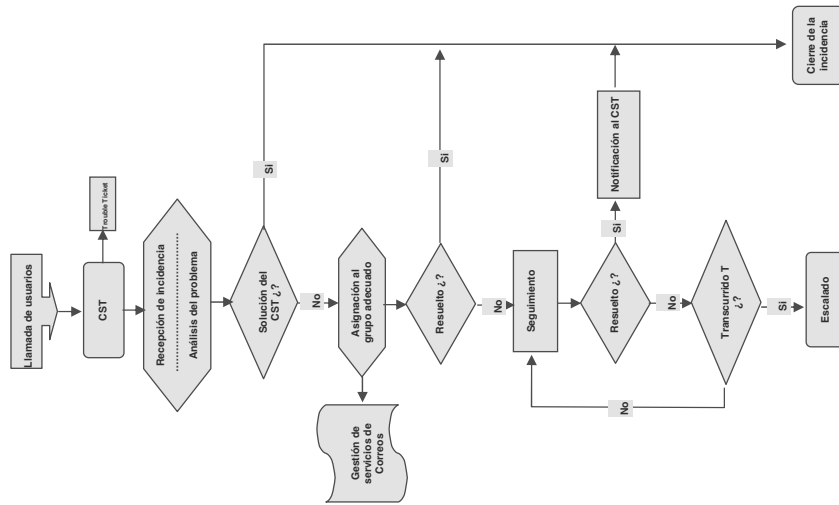 Llamada de usuarios
CST
Trouble Ticket
Recepción de incidencia
Análisis del problema
Solución del
CST ¿?
Si
No
Asignación al
grupo adecuado
Gestión de
servicios de
Correos
Resuelto ¿?
Si
No
Seguimiento
Resuelto ¿?
Si
Notificación al CST
No
Transcurrido T
¿?
No
Si
Escalado
Cierre de la
incidencia